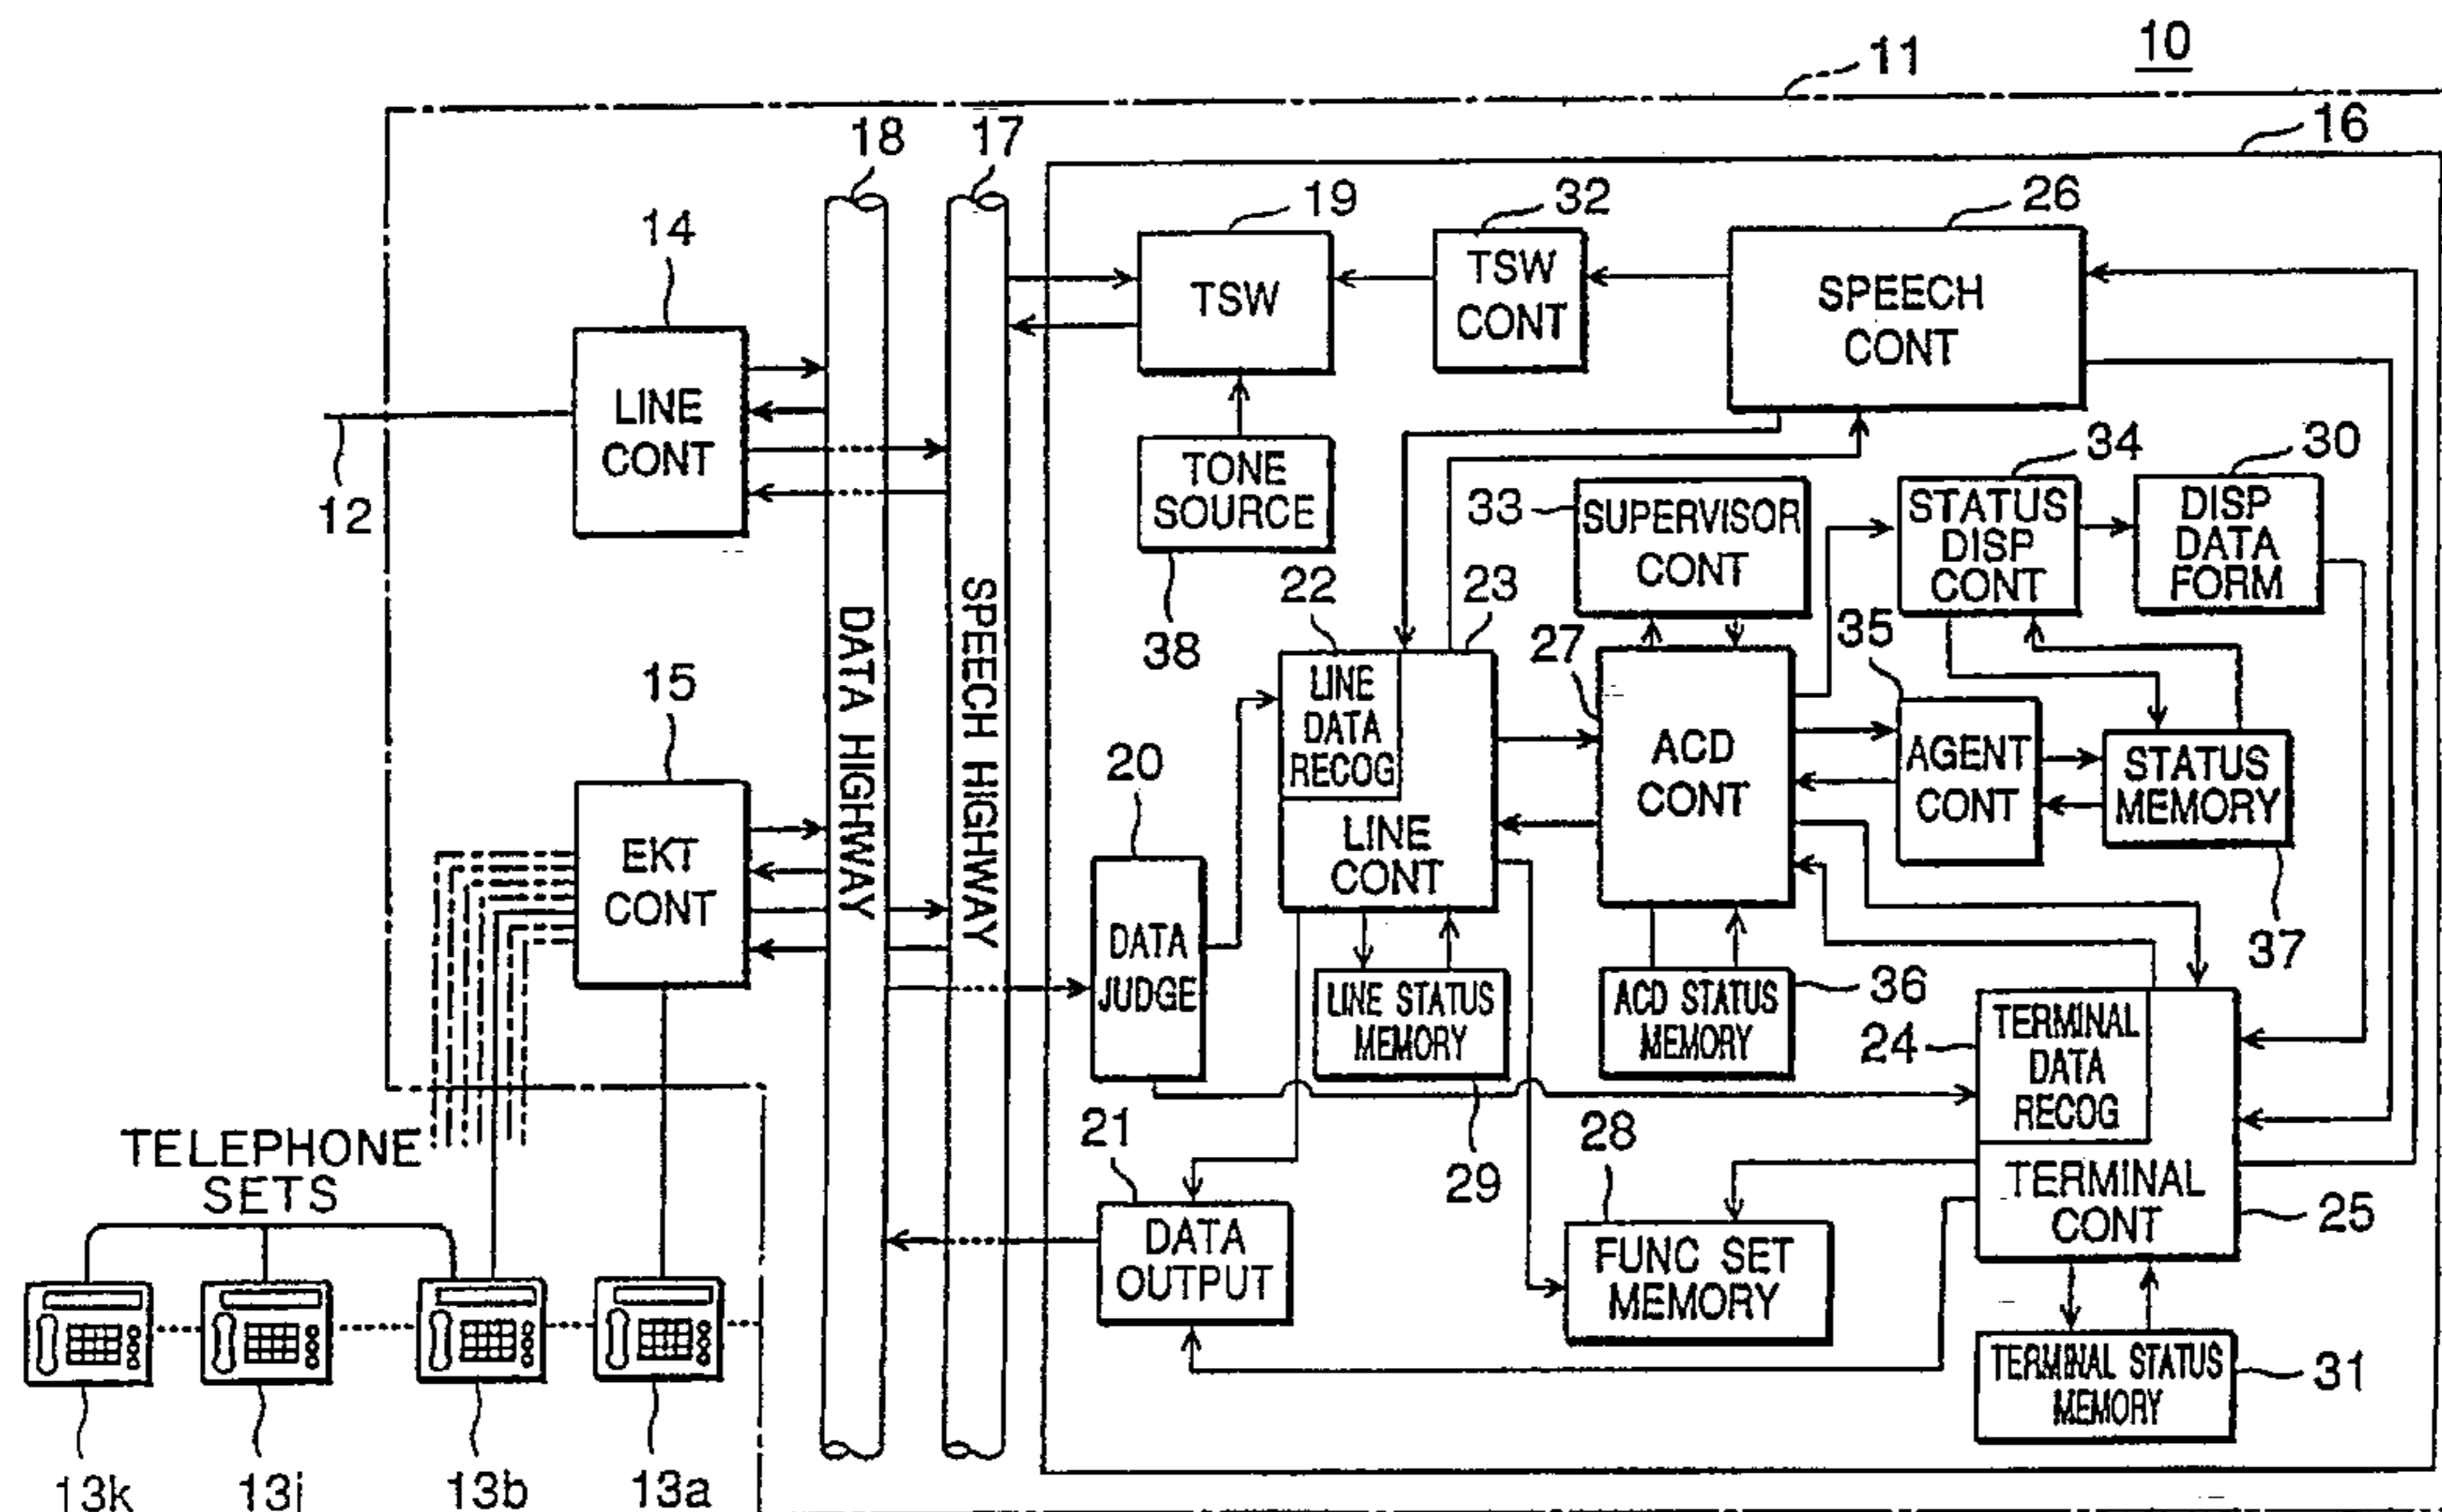 10
11
16
18
17
14
19
32
26
LINE
CONT
TSW
TSW
CONT
SPEECH
CONT
12
TONE
SOURCE
38
33
SUPERVISOR
CONT
34
STATUS
DISP
CONT
30
DISP
DATA
FORM
22
23
LINE
DATA
RECOG
LINE
CONT
27
ACD
CONT
35
AGENT
CONT
STATUS
MEMORY
37
15
EKT
CONT
DATA HIGHWAY
SPEECH HIGHWAY
20
DATA
JUDGE
LINE STATUS
MEMORY
29
ACD STATUS
MEMORY
36
24
TERMINAL
DATA
RECOG
TERMINAL
CONT
25
21
DATA
OUTPUT
28
FUNC SET
MEMORY
TERMINAL STATUS
MEMORY
31
TELEPHONE
SETS
13k
13j
13b
13a